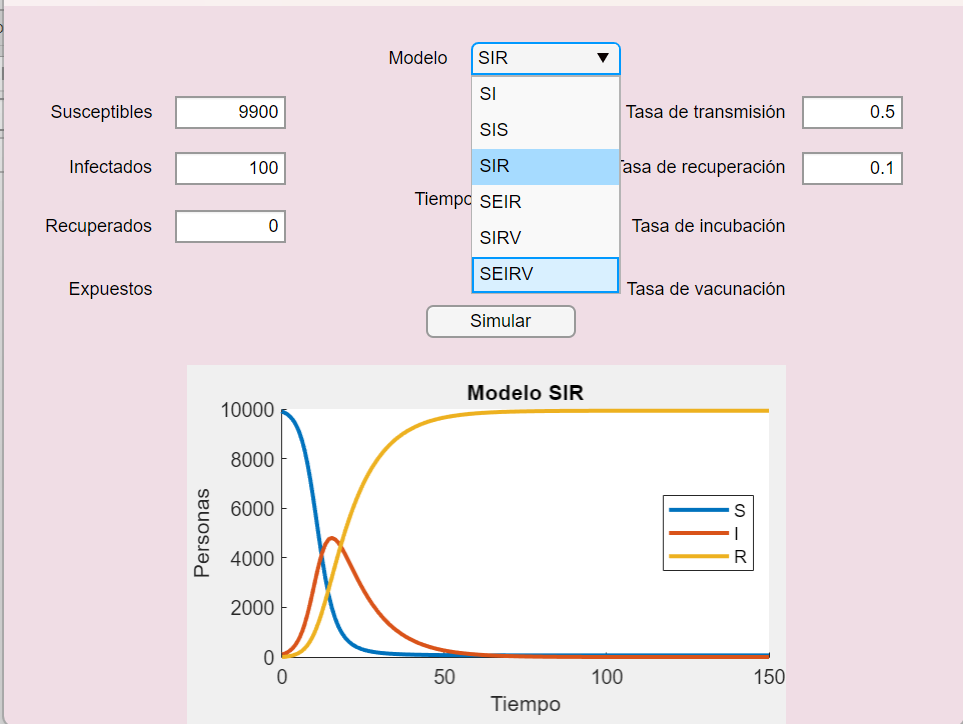 Modelo
SIR
SI
SIS
SIR
SEIR
SIRV
SEIRV
Susceptibles
9900
Infectados
100
Recuperados
0
Expuestos
Tiempo
Tasa de transmisión
0.5
Tasa de recuperación
0.1
Tasa de incubación
Tasa de vacunación
Simular
Modelo SIR
Personas
10000
8000
6000
4000
2000
0
0
50
100
150
Tiempo
S
I
R